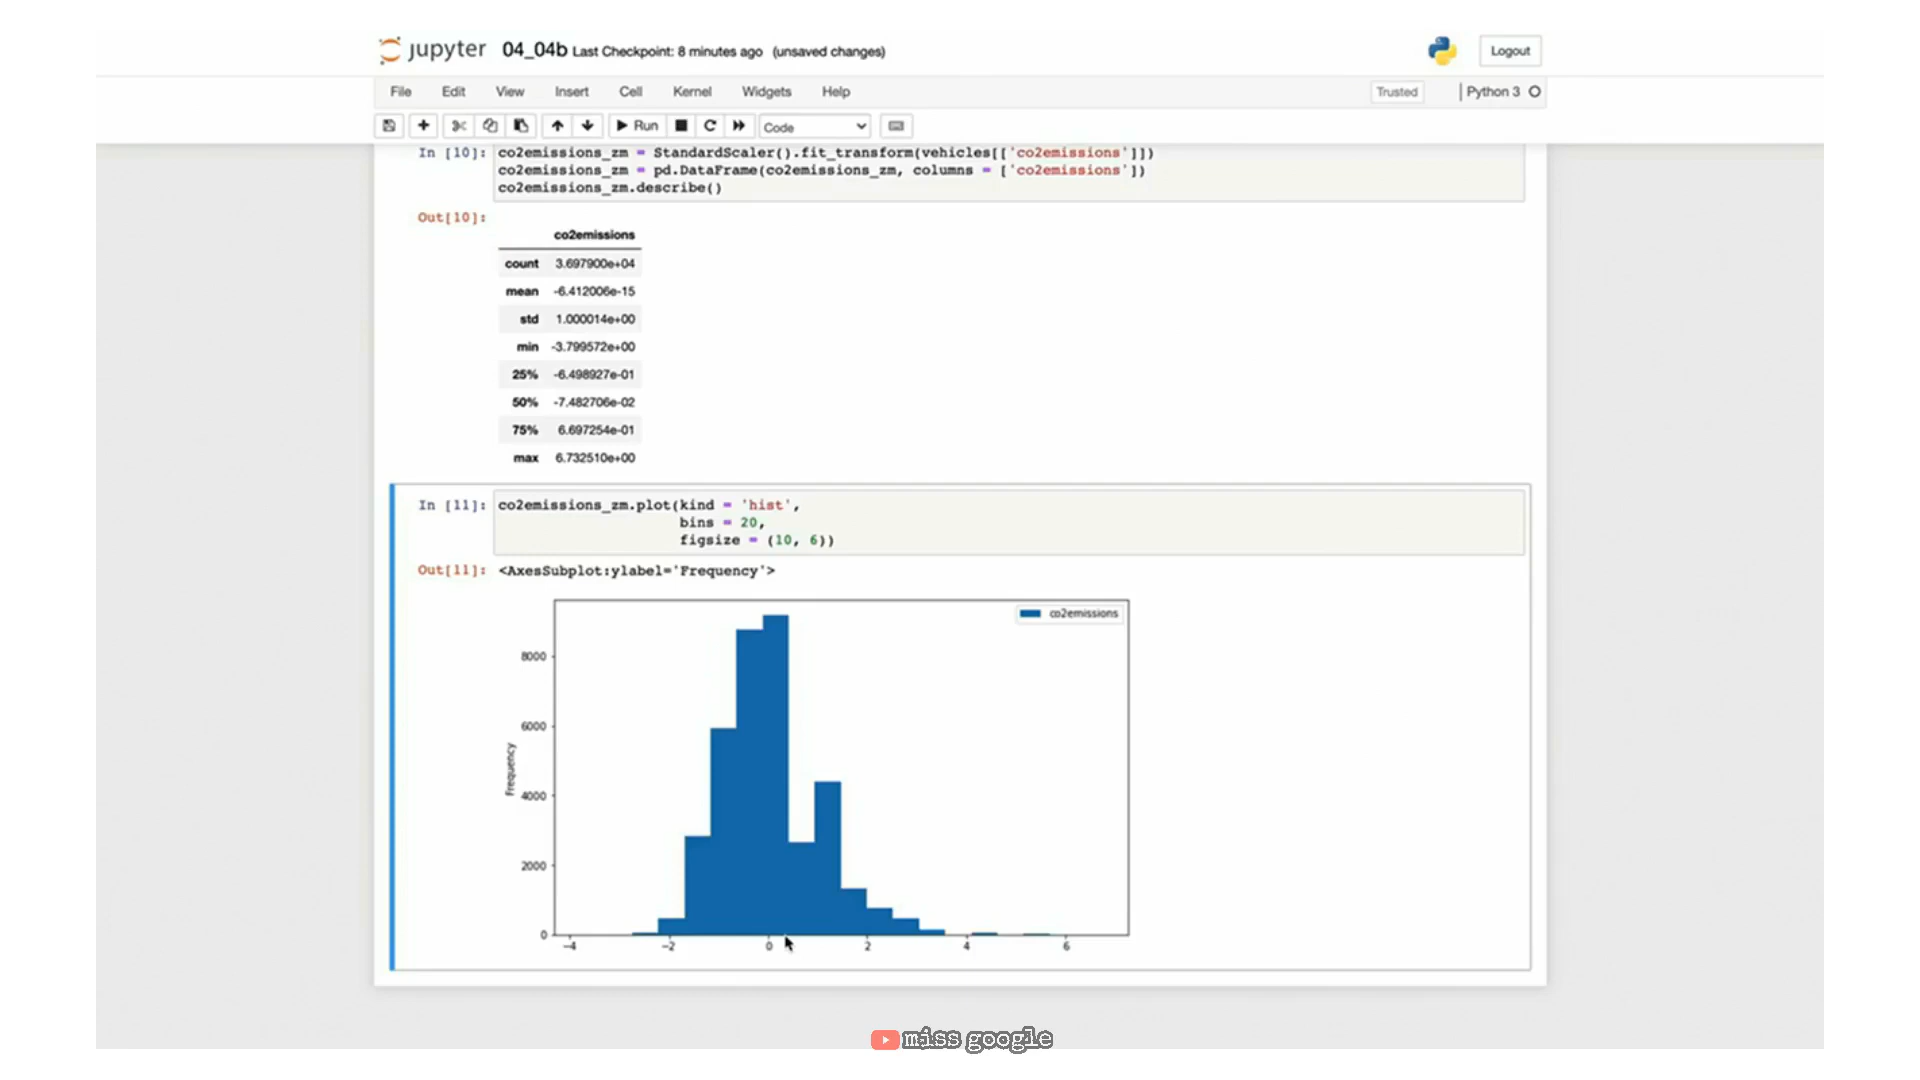 jupyter 04_04b Last Checkpoint: 8 minutes ago (unsaved changes)
Logout
File Edit View Insert Cell Kernel Widgets Help
Trusted Python 3
Run Code
In [10]: co2emissions_zm = StandardScaler().fit_transform(vehicles[['co2emissions']])
co2emissions_zm = pd.DataFrame(co2emissions_zm, columns = ['co2emissions'])
co2emissions_zm.describe()
Out[10]:
co2emissions
count 3.697900e+04
mean -6.412006e-15
std 1.000014e+00
min -3.799572e+00
25% -6.498927e-01
50% -7.482706e-02
75% 6.697254e-01
max 6.732510e+00
In [11]: co2emissions_zm.plot(kind = 'hist',
bins = 20,
figsize = (10, 6))
Out[11]: <AxesSubplot:ylabel='Frequency'>
co2emissions
8000
6000
Frequency
4000
2000
0
-4 -2 0 2 4 6
miss google